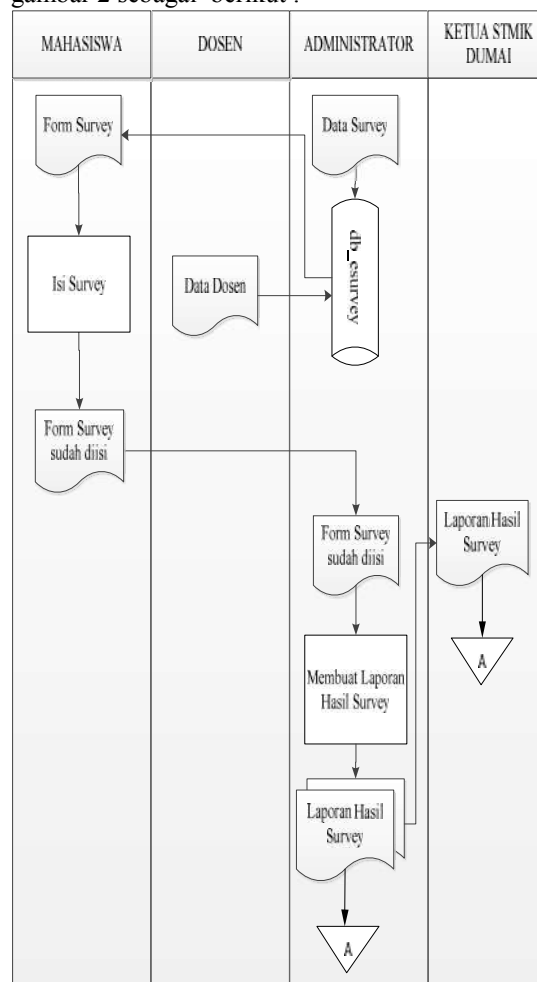 gambar 2 sebagai berikut :
MAHASISWA
DOSEN
ADMINISTRATOR
KETUA STMIK
DUMAI
Form Survey
Data Survey
db_esurvey
Isi Survey
Data Dosen
Form Survey
sudah diisi
Form Survey
sudah diisi
Laporan Hasil
Survey
A
Membuat Laporan
Hasil Survey
Laporan Hasil
Survey
A